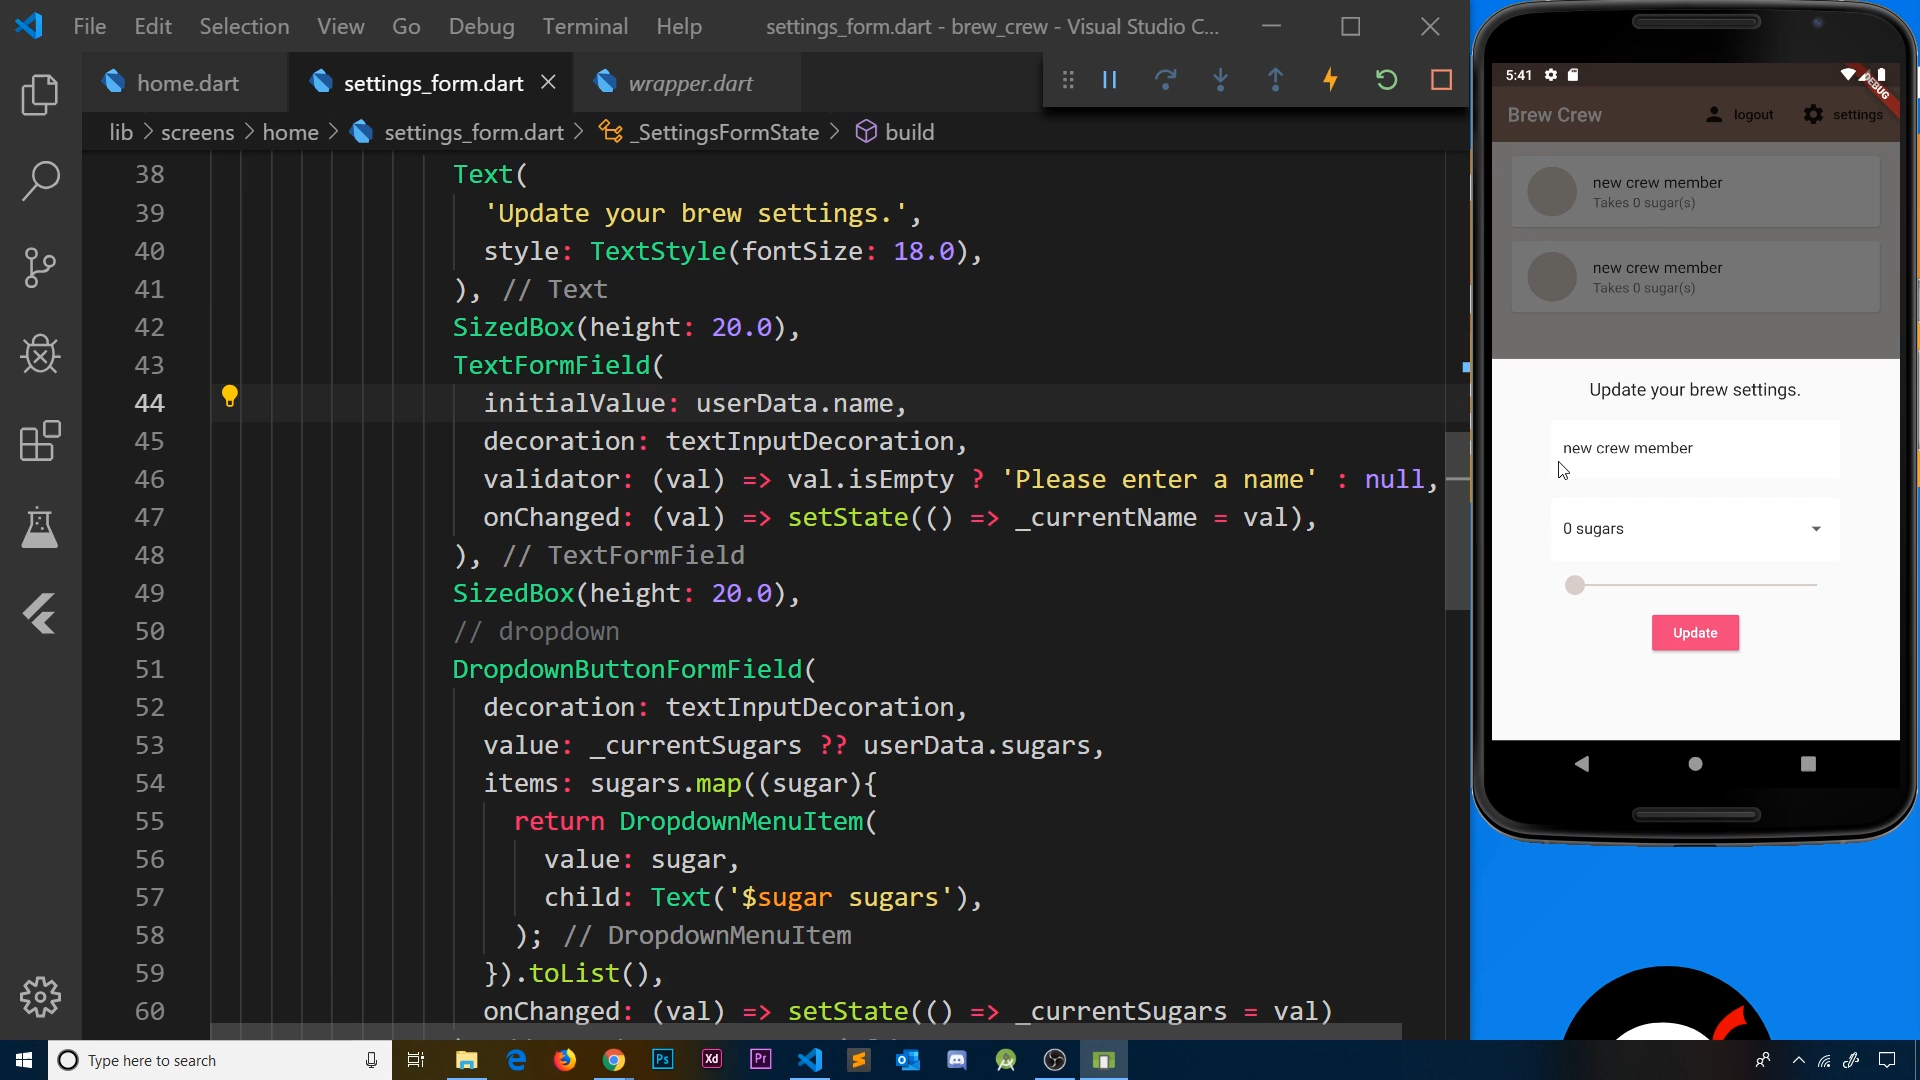 File Edit Selection View Go Debug Terminal Help settings_form.dart - brew_crew - Visual Studio C...
home.dart settings_form.dart wrapper.dart
lib > screens > home > settings_form.dart > _SettingsFormState > build
38 Text(
39 'Update your brew settings.',
40 style: TextStyle(fontSize: 18.0),
41 ), // Text
42 SizedBox(height: 20.0),
43 TextFormField(
44 initialValue: userData.name,
45 decoration: textInputDecoration,
46 validator: (val) => val.isEmpty ? 'Please enter a name' : null,
47 onChanged: (val) => setState(() => _currentName = val),
48 ), // TextFormField
49 SizedBox(height: 20.0),
50 // dropdown
51 DropdownButtonFormField(
52 decoration: textInputDecoration,
53 value: _currentSugars ?? userData.sugars,
54 items: sugars.map((sugar){
55 return DropdownMenuItem(
56 value: sugar,
57 child: Text('$sugar sugars'),
58 ); // DropdownMenuItem
59 }).toList(),
60 onChanged: (val) => setState(() => _currentSugars = val)
5:41
DEBUG
Brew Crew logout settings
new crew member
Takes 0 sugar(s)
new crew member
Takes 0 sugar(s)
Update your brew settings.
new crew member
0 sugars
Update
Type here to search
Ps Xd Pr